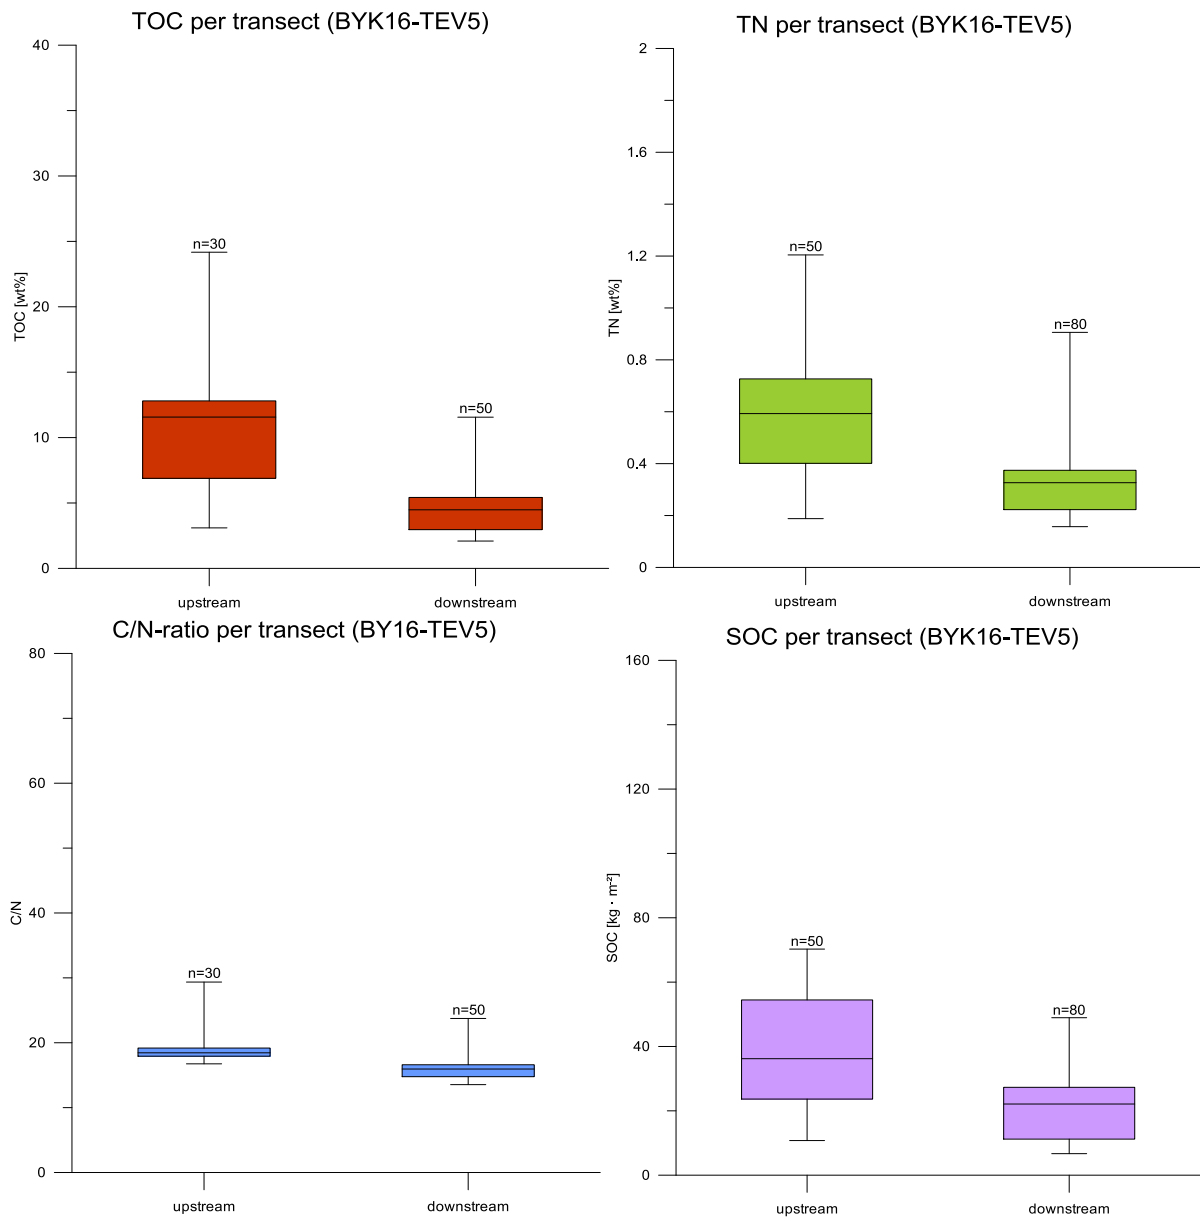 TOC per transect (BYK16-TEV5)
40
30
20
10
0
TOC [wt%]
n=30
n=50
upstream
downstream
TN per transect (BYK16-TEV5)
2
1.6
1.2
0.8
0.4
0
TN [wt%]
n=50
n=80
upstream
downstream
C/N-ratio per transect (BY16-TEV5)
80
60
40
20
0
C/N
n=30
n=50
upstream
downstream
SOC per transect (BYK16-TEV5)
160
120
80
40
0
SOC [kg · m⁻²]
n=50
n=80
upstream
downstream